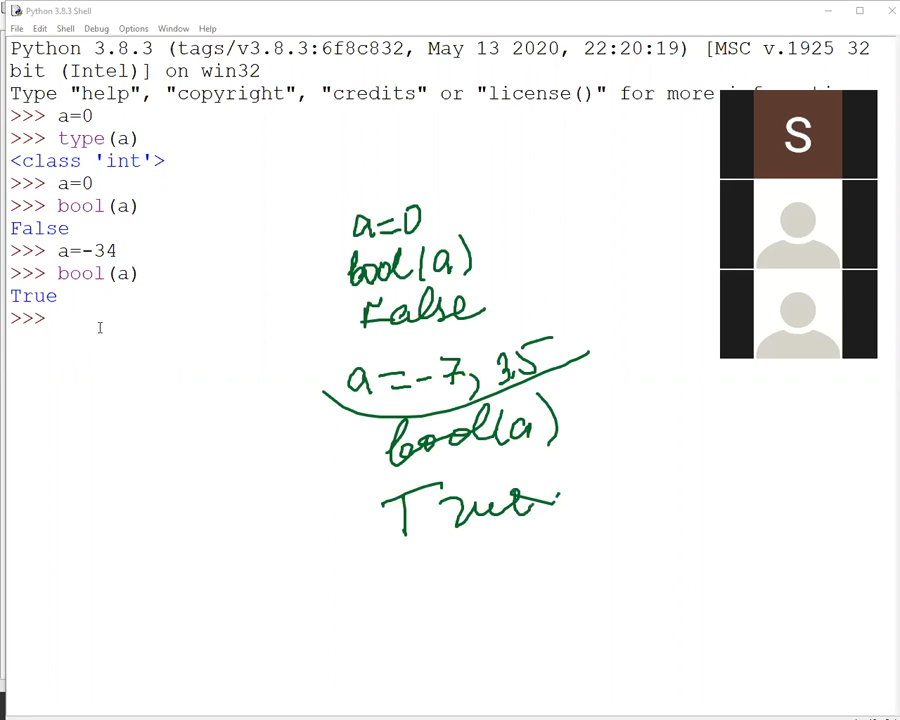 Python 3.8.3 Shell
File Edit Shell Debug Options Window Help
Python 3.8.3 (tags/v3.8.3:6f8c832, May 13 2020, 22:20:19) [MSC v.1925 32
bit (Intel)] on win32
Type "help", "copyright", "credits" or "license()" for more
>>> a=0
>>> type(a)
<class 'int'>
>>> a=0
>>> bool(a)
False
>>> a=-34
>>> bool(a)
True
>>>
S
a=0
bool(a)
False
a=-7, 35
bool(a)